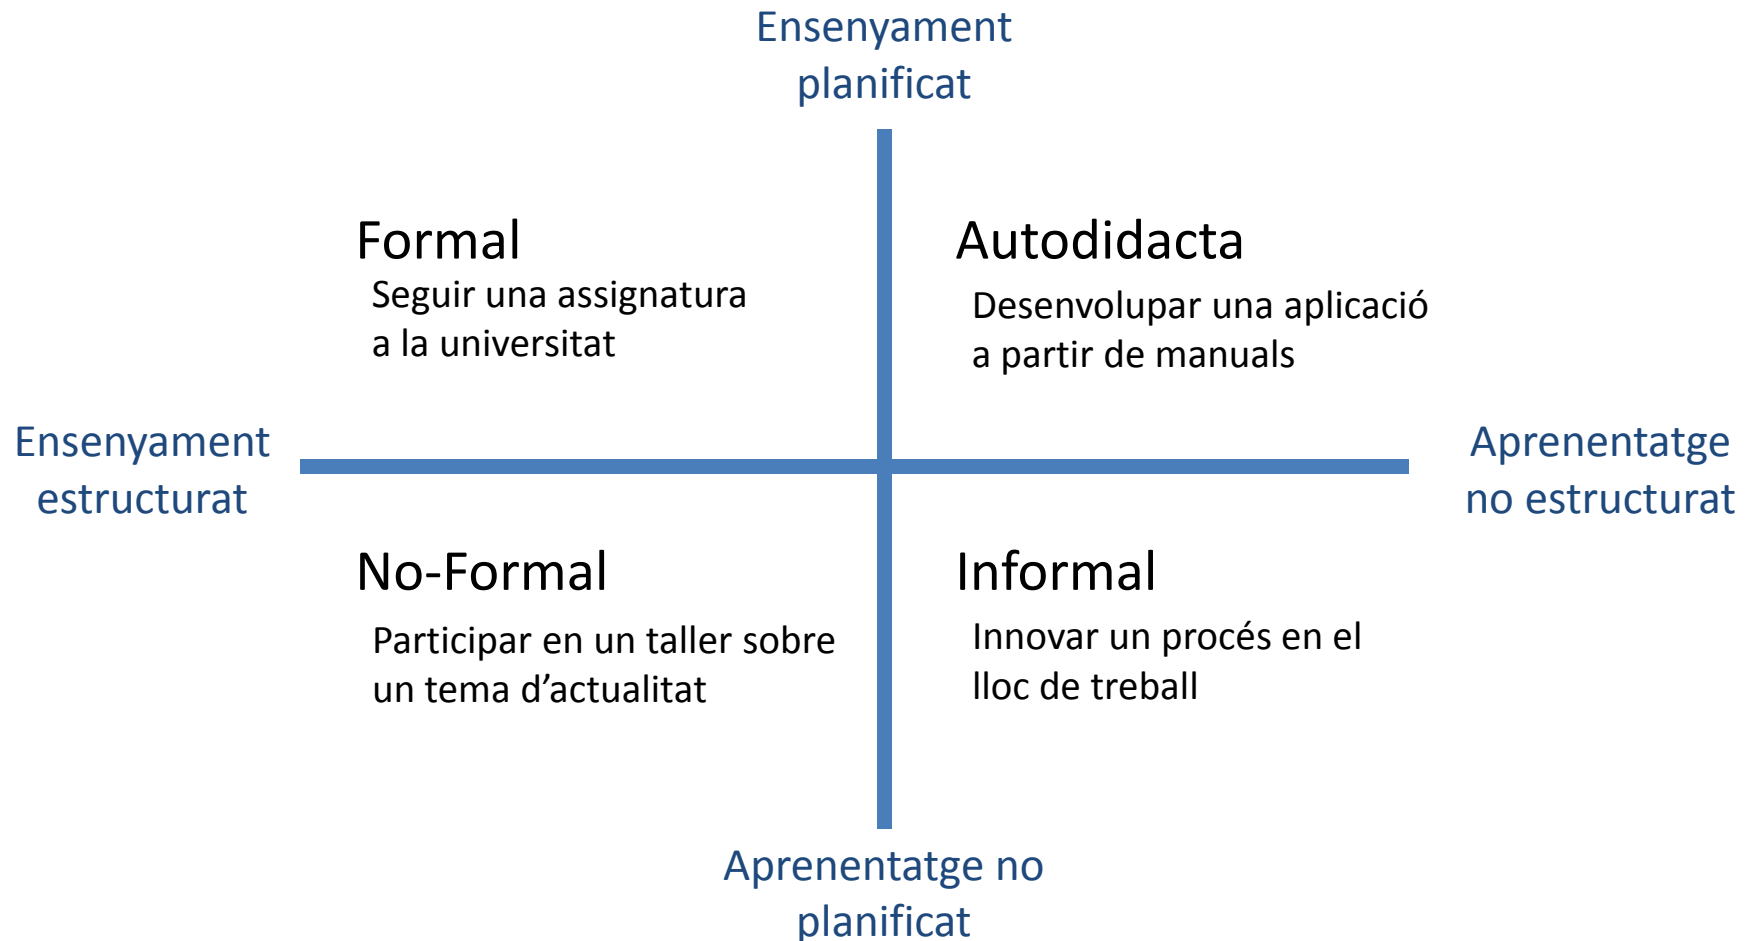 Ensenyament
planificat
Formal
Seguir una assignatura
a la universitat
Autodidacta
Desenvolupar una aplicació
a partir de manuals
Ensenyament
estructurat
Aprenentatge
no estructurat
No-Formal
Participar en un taller sobre
un tema d’actualitat
Informal
Innovar un procés en el
lloc de treball
Aprenentatge no
planificat